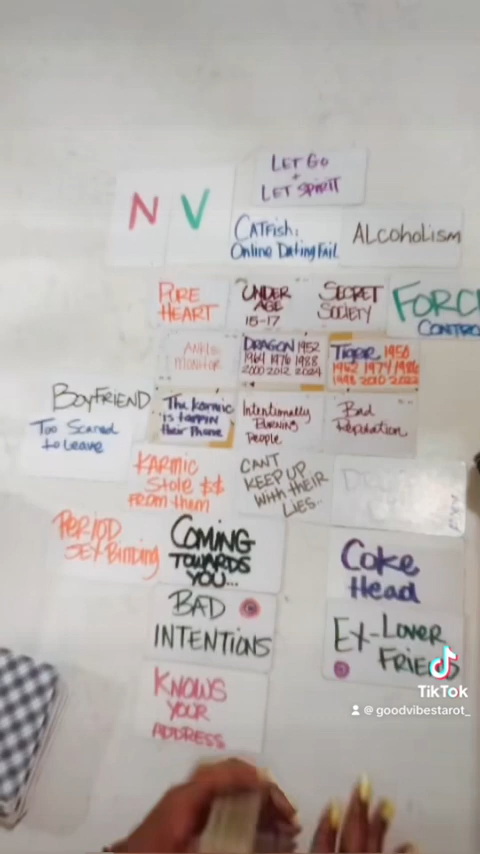 LET GO
+
LET SPIRIT
N V
CATfish:
Online Dating Fail
ALCoholism
PURE
HEART
UNDER
AGE
15-17
SECRET
SOCIETY
CONTRO
ANKLE
MONITOR
DRAGON 1952
1964 1976 1988
2000 2012 2024
Tiger 1950
1962 1974 1986
1998 2010 2022
BoyFRIEND
Too Scared
to Leave
The Karmic
is tappin
their Phone
Intentionally
Burning
People
Bad
Reputation
KARMIC
Stole $$
FROM them
CANT
KEEP UP
With tHEIR
LIES..
PERIOD
SEX Binding
COMING
TOWARDS
YOU...
Coke
Head
BAD
INTENTIONS
EX-LOVER
FRIEND
KNOWS
YOUR
ADDRESS
TikTok
@goodvibestarot_